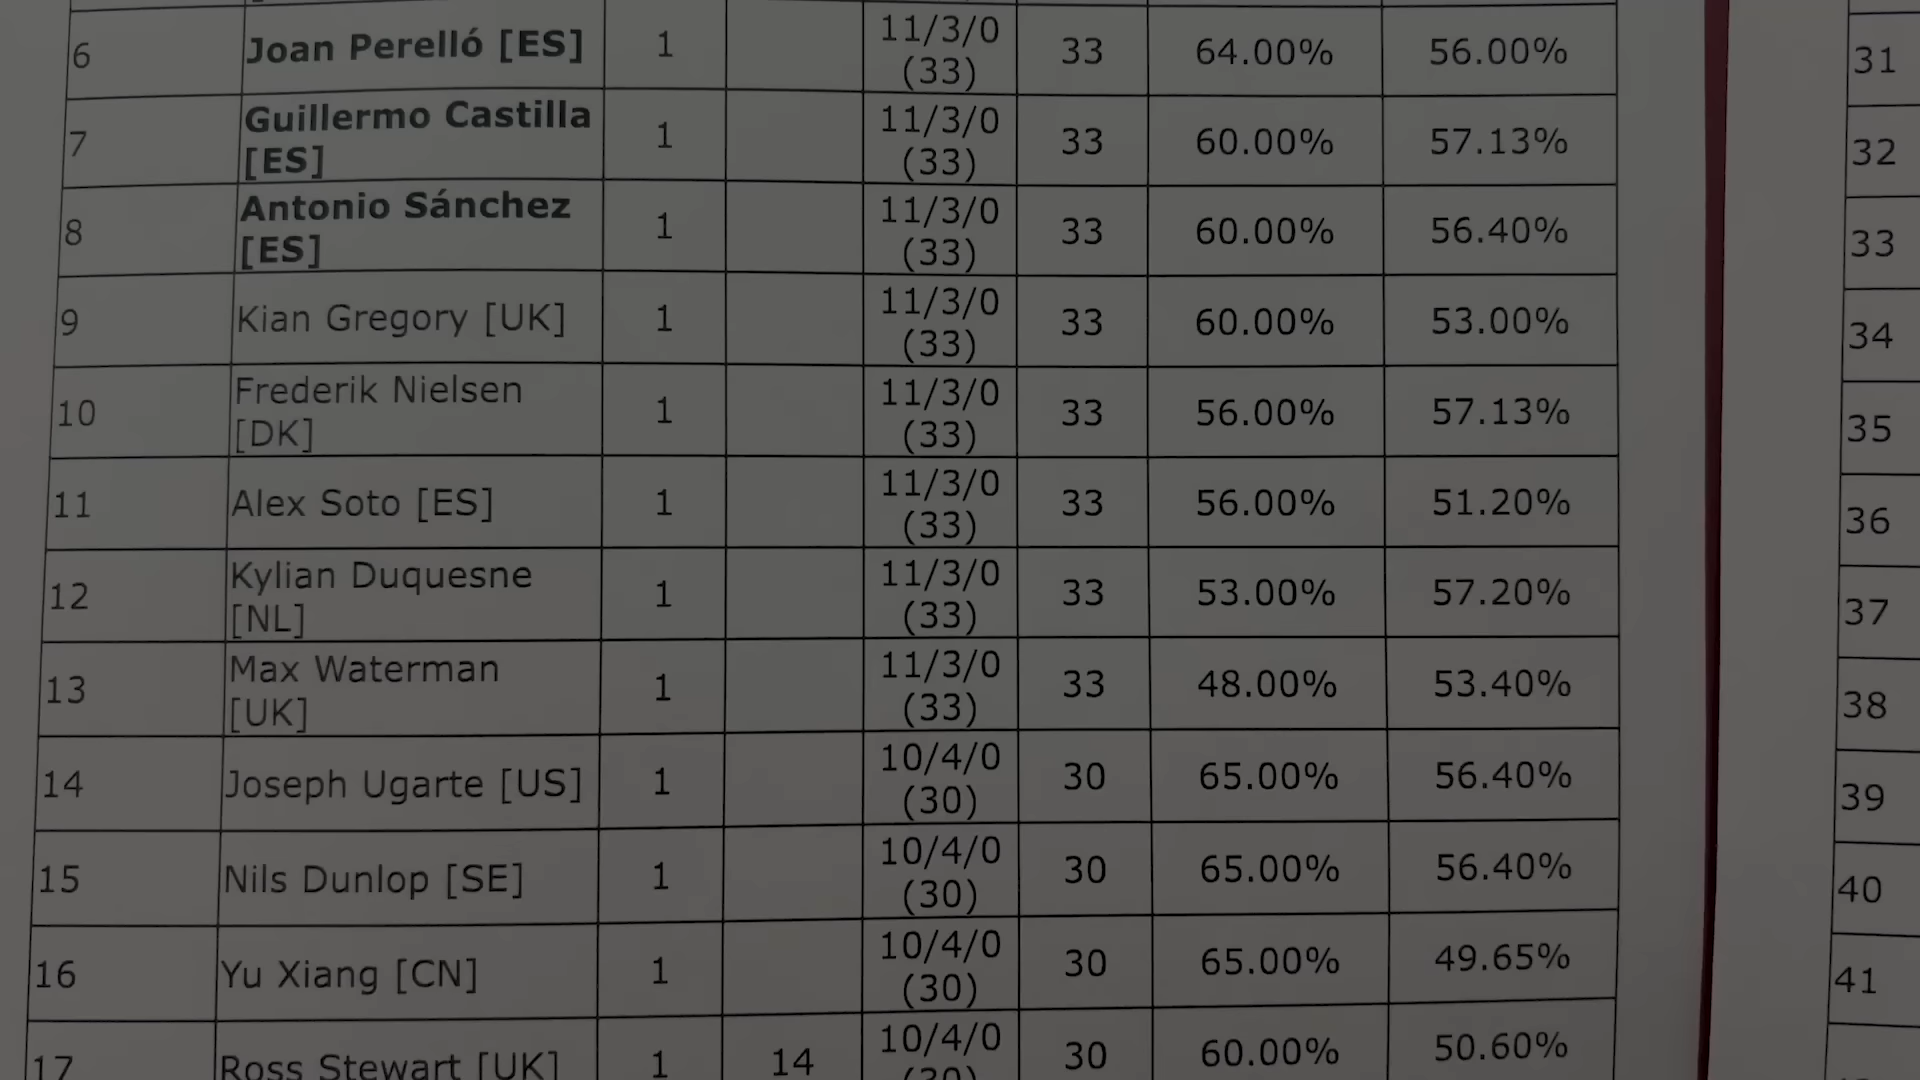 6 Joan Perelló [ES] 1 11/3/0 (33) 33 64.00% 56.00%
7 Guillermo Castilla [ES] 1 11/3/0 (33) 33 60.00% 57.13%
8 Antonio Sánchez [ES] 1 11/3/0 (33) 33 60.00% 56.40%
9 Kian Gregory [UK] 1 11/3/0 (33) 33 60.00% 53.00%
10 Frederik Nielsen [DK] 1 11/3/0 (33) 33 56.00% 57.13%
11 Alex Soto [ES] 1 11/3/0 (33) 33 56.00% 51.20%
12 Kylian Duquesne [NL] 1 11/3/0 (33) 33 53.00% 57.20%
13 Max Waterman [UK] 1 11/3/0 (33) 33 48.00% 53.40%
14 Joseph Ugarte [US] 1 10/4/0 (30) 30 65.00% 56.40%
15 Nils Dunlop [SE] 1 10/4/0 (30) 30 65.00% 56.40%
16 Yu Xiang [CN] 1 10/4/0 (30) 30 65.00% 49.65%
17 Ross Stewart [UK] 1 14 10/4/0 (30) 30 60.00% 50.60%
31
32
33
34
35
36
37
38
39
40
41